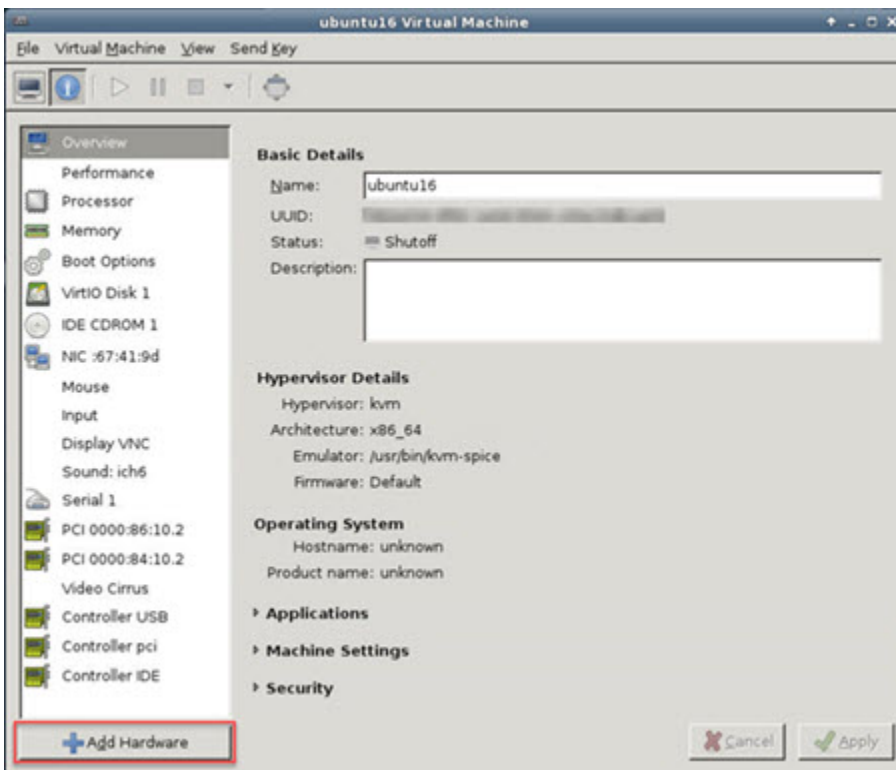 ubuntu16 Virtual Machine
File Virtual Machine View Send Key
Overview
Performance
Processor
Memory
Boot Options
VirtIO Disk 1
IDE CDROM 1
NIC :67:41:9d
Mouse
Input
Display VNC
Sound: ich6
Serial 1
PCI 0000:86:10.2
PCI 0000:84:10.2
Video Cirrus
Controller USB
Controller pci
Controller IDE
Add Hardware
Basic Details
Name: ubuntu16
UUID:
Status: Shutoff
Description:
Hypervisor Details
Hypervisor: kvm
Architecture: x86_64
Emulator: /usr/bin/kvm-spice
Firmware: Default
Operating System
Hostname: unknown
Product name: unknown
Applications
Machine Settings
Security
Cancel Apply